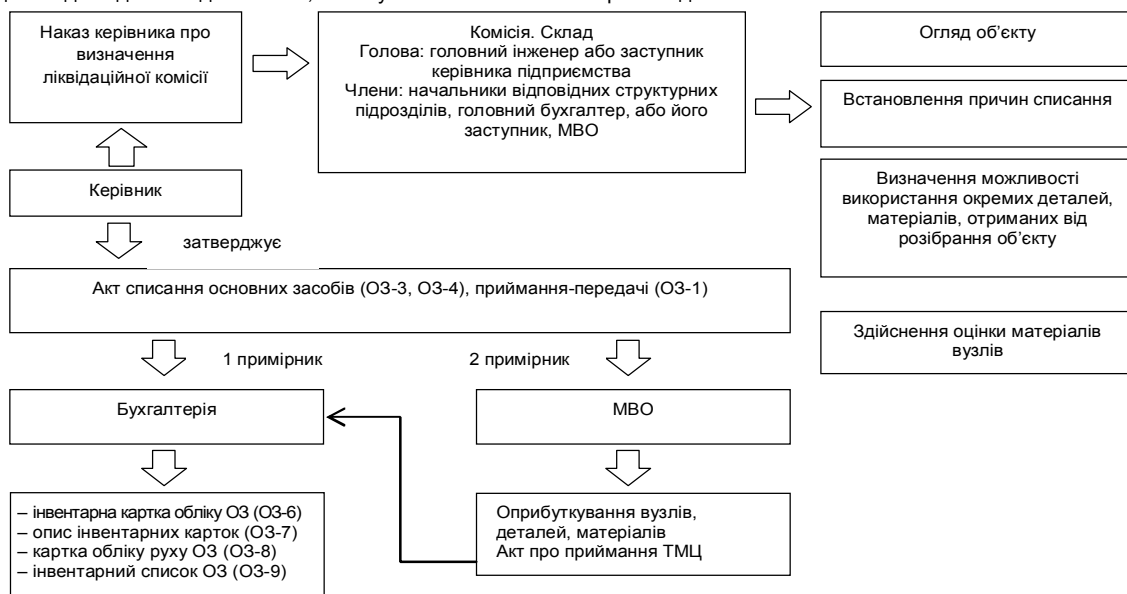 Наказ керівника про
визначення
ліквідаційної комісії
Комісія. Склад
Голова: головний інженер або заступник
керівника підприємства
Члени: начальники відповідних структурних
підрозділів, головний бухгалтер, або його
заступник, МВО
Огляд об’єкту
Встановлення причин списання
Визначення можливості
використання окремих деталей,
матеріалів, отриманих від
розібрання об’єкту
Здійснення оцінки матеріалів
вузлів
Керівник
затверджує
Акт списання основних засобів (ОЗ-3, ОЗ-4), приймання-передачі (ОЗ-1)
1 примірник
2 примірник
Бухгалтерія
МВО
– інвентарна картка обліку ОЗ (ОЗ-6)
– опис інвентарних карток (ОЗ-7)
– картка обліку руху ОЗ (ОЗ-8)
– інвентарний список ОЗ (ОЗ-9)
Оприбуткування вузлів,
деталей, матеріалів
Акт про приймання ТМЦ